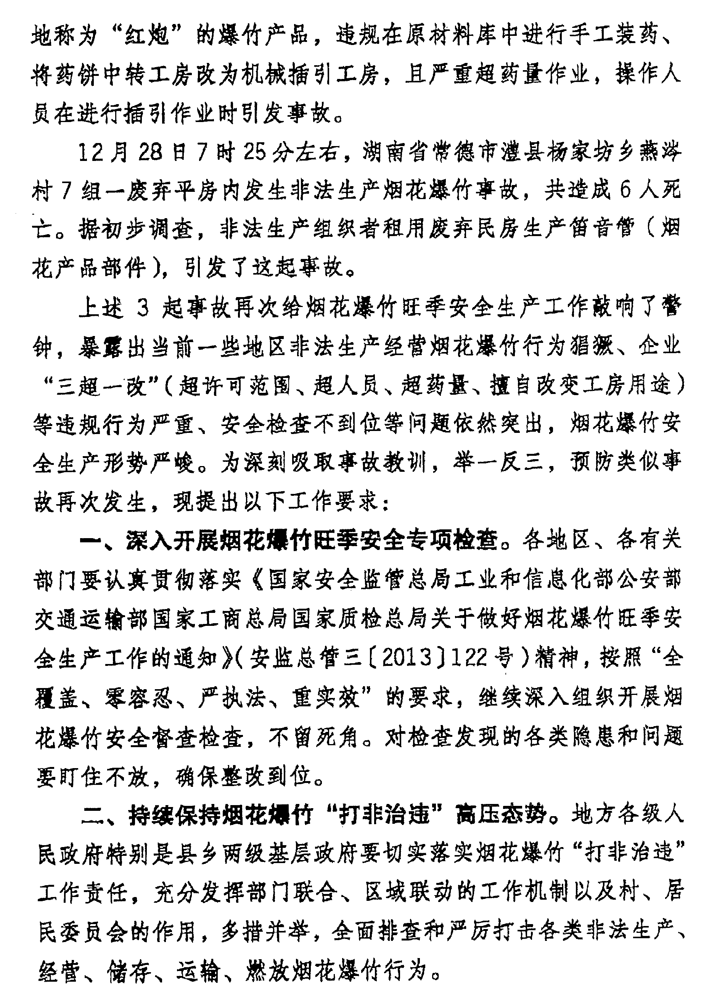 地称为“红炮”的爆竹产品，违规在原材料库中进行手工装药、
将药饼中转工房改为机械插引工房，且严重超药量作业，操作人
员在进行插引作业时引发事故。
12月28日7时25分左右，湖南省常德市澧县杨家坊乡燕涔
村7组一废弃平房内发生非法生产烟花爆竹事故，共造成6人死
亡。据初步调查，非法生产组织者租用废弃民房生产笛音管（烟
花产品部件），引发了这起事故。
上述3起事故再次给烟花爆竹旺季安全生产工作敲响了警
钟，暴露出当前一些地区非法生产经营烟花爆竹行为猖獗、企业
“三超一改”（超许可范围、超人员、超药量、擅自改变工房用途）
等违规行为严重、安全检查不到位等问题依然突出，烟花爆竹安
全生产形势严峻。为深刻吸取事故教训，举一反三，预防类似事
故再次发生，现提出以下工作要求：
一、深入开展烟花爆竹旺季安全专项检查。各地区、各有关
部门要认真贯彻落实《国家安全监管总局工业和信息化部公安部
交通运输部国家工商总局国家质检总局关于做好烟花爆竹旺季安
全生产工作的通知》（安监总管三〔2013〕122号）精神，按照“全
覆盖、零容忍、严执法、重实效”的要求，继续深入组织开展烟
花爆竹安全督查检查，不留死角。对检查发现的各类隐患和问题
要盯住不放，确保整改到位。
二、持续保持烟花爆竹“打非治违”高压态势。地方各级人
民政府特别是县乡两级基层政府要切实落实烟花爆竹“打非治违”
工作责任，充分发挥部门联合、区域联动的工作机制以及村、居
民委员会的作用，多措并举，全面排查和严厉打击各类非法生产、
经营、储存、运输、燃放烟花爆竹行为。